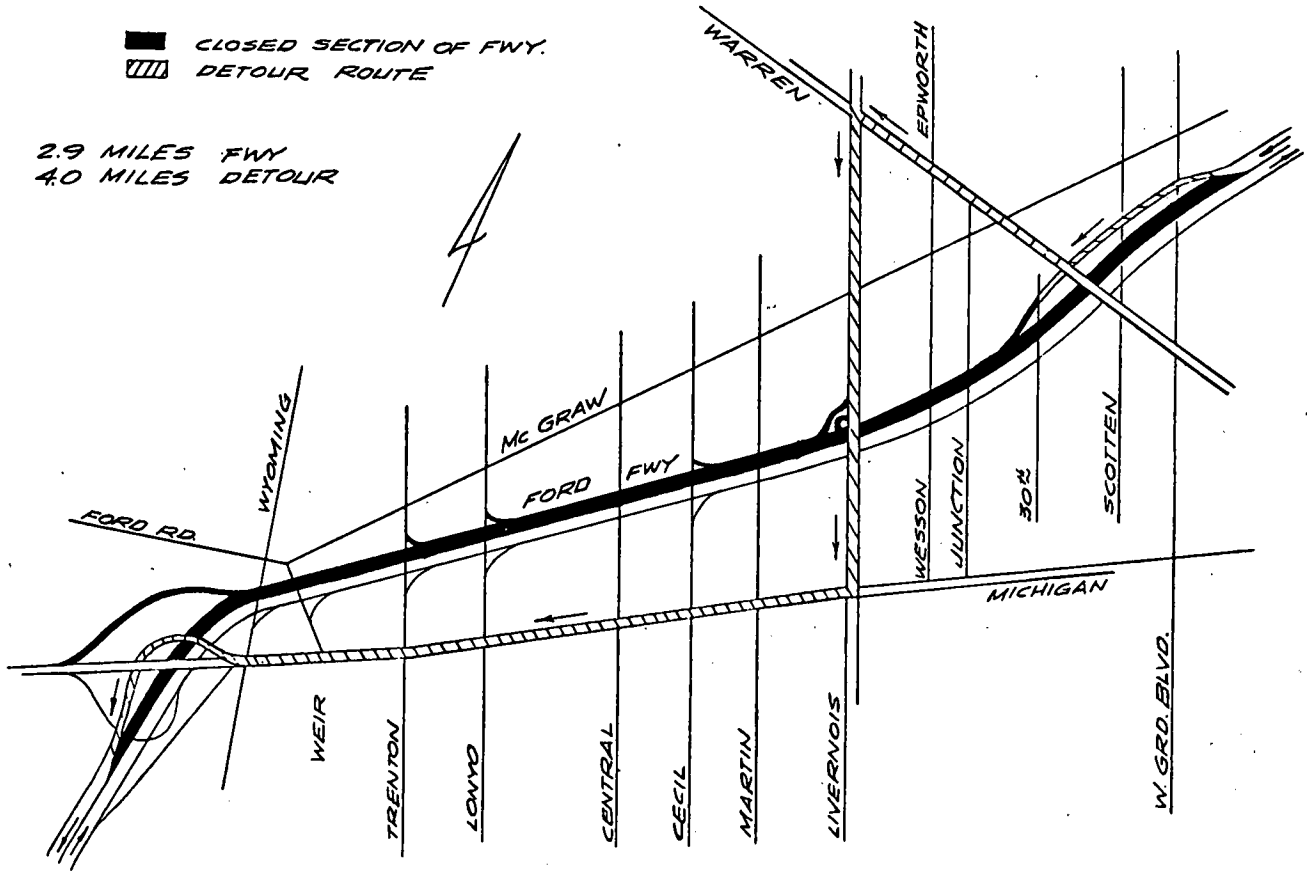 CLOSED SECTION OF FWY.
DETOUR ROUTE
2.9 MILES FWY
4.0 MILES DETOUR
WARREN
EPWORTH
WYOMING
Mc GRAW
FORD FWY
FORD RD.
WESSON
JUNCTION
30th
SCOTTEN
MICHIGAN
WEIR
TRENTON
LONYO
CENTRAL
CECIL
MARTIN
LIVERNOIS
W. GRD. BLVD.